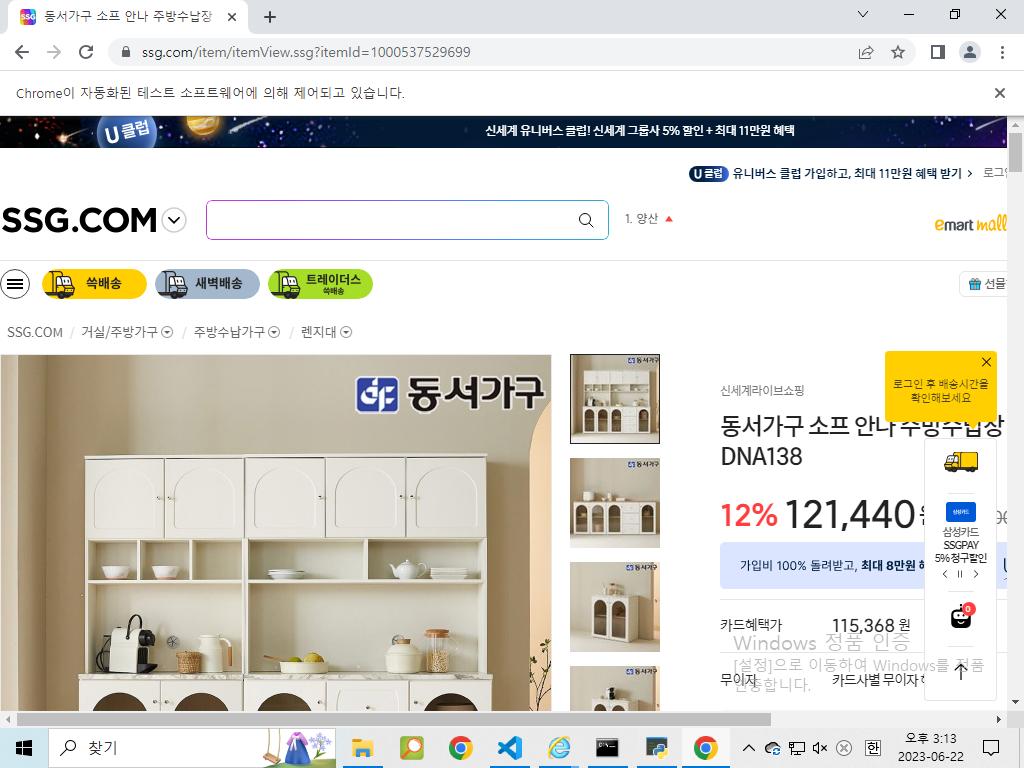 동서가구 소프 안나 주방수납장
ssg.com/item/itemView.ssg?itemId=1000537529699
Chrome이 자동화된 테스트 소프트웨어에 의해 제어되고 있습니다.
U 클럽
신세계 유니버스 클럽! 신세계 그룹사 5% 할인 + 최대 11만원 혜택
U 클럽 유니버스 클럽 가입하고, 최대 11만원 혜택 받기 > 로그인
SSG.COM
1. 양산
emart mall
쓱배송
새벽배송
트레이더스
쓱배송
선물
SSG.COM / 거실/주방가구 / 주방수납가구 / 렌지대
동서가구
신세계라이브쇼핑
로그인 후 배송시간을
확인해보세요
동서가구 소프 안나 주방수납장
DNA138
12% 121,440원
삼성카드
삼성카드
SSGPAY
5% 청구할인
가입비 100% 돌려받고, 최대 8만원
카드혜택가 115,368 원
0
Windows 정품 인증
[설정]으로 이동하여 Windows를 정품
인증합니다.
무이자 카드사별 무이자
찾기
오후 3:13
2023-06-22
한